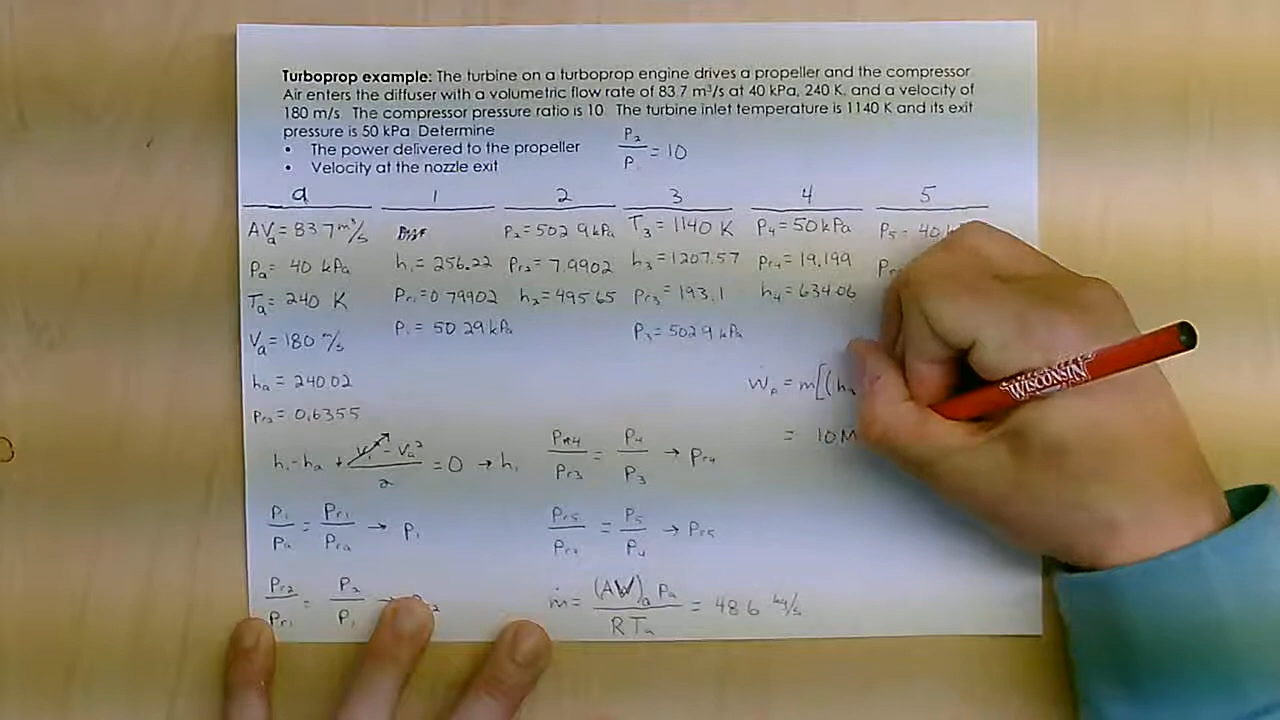 Turboprop example: The turbine on a turboprop engine drives a propeller and the compressor
Air enters the diffuser with a volumetric flow rate of 83 7 m³/s at 40 kPa, 240 K, and a velocity of
180 m/s The compressor pressure ratio is 10 The turbine inlet temperature is 1140 K and its exit
pressure is 50 kPa Determine
• The power delivered to the propeller
• Velocity at the nozzle exit
P₂/P = 10
a 1 2 3 4 5
AVₐ = 83 7 m³/s P₂ = 502 9 kPa T₃ = 1140 K P₄ = 50 kPa P₅ = 40
Pₐ = 40 kPa h₁ = 256.22 Pr₂ = 7.9902 h₃ = 1207.57 Pr₄ = 19.199
Tₐ = 240 K Pr₁ = 0 79902 h₂ = 495 65 Pr₃ = 193.1 h₄ = 634.06
Vₐ = 180 m/s P₁ = 50 29 kPa P₃ = 502 9 kPa
hₐ = 240 02 Ẇₚ = ṁ[(h₃
Prₐ = 0.6355 = 10 M
h₁ - hₐ + (V₁² - Vₐ²)/2 = 0 → h₁ Pr₄/Pr₃ = P₄/P₃ → Pr₄
P₁/Pₐ = Pr₁/Prₐ → P₁ Pr₅/Pr₄ = P₅/P₄ → Pr₅
Pr₂/Pr₁ = P₂/P₁ → ṁ = (AV)ₐ Pₐ/RTₐ = 48 6 kg/s
WISCONSIN